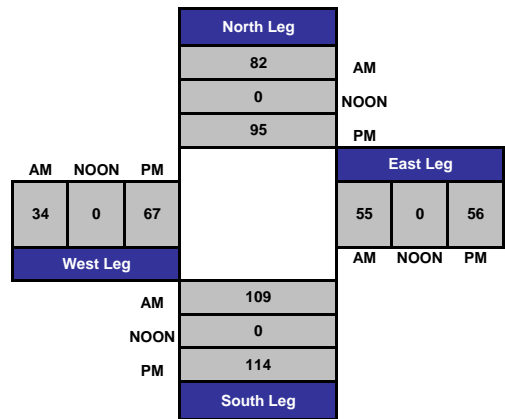 North Leg
82 AM
0 NOON
95 PM
East Leg
AM NOON PM
34 0 67
55 0 56
West Leg
AM NOON PM
AM 109
NOON 0
PM 114
South Leg